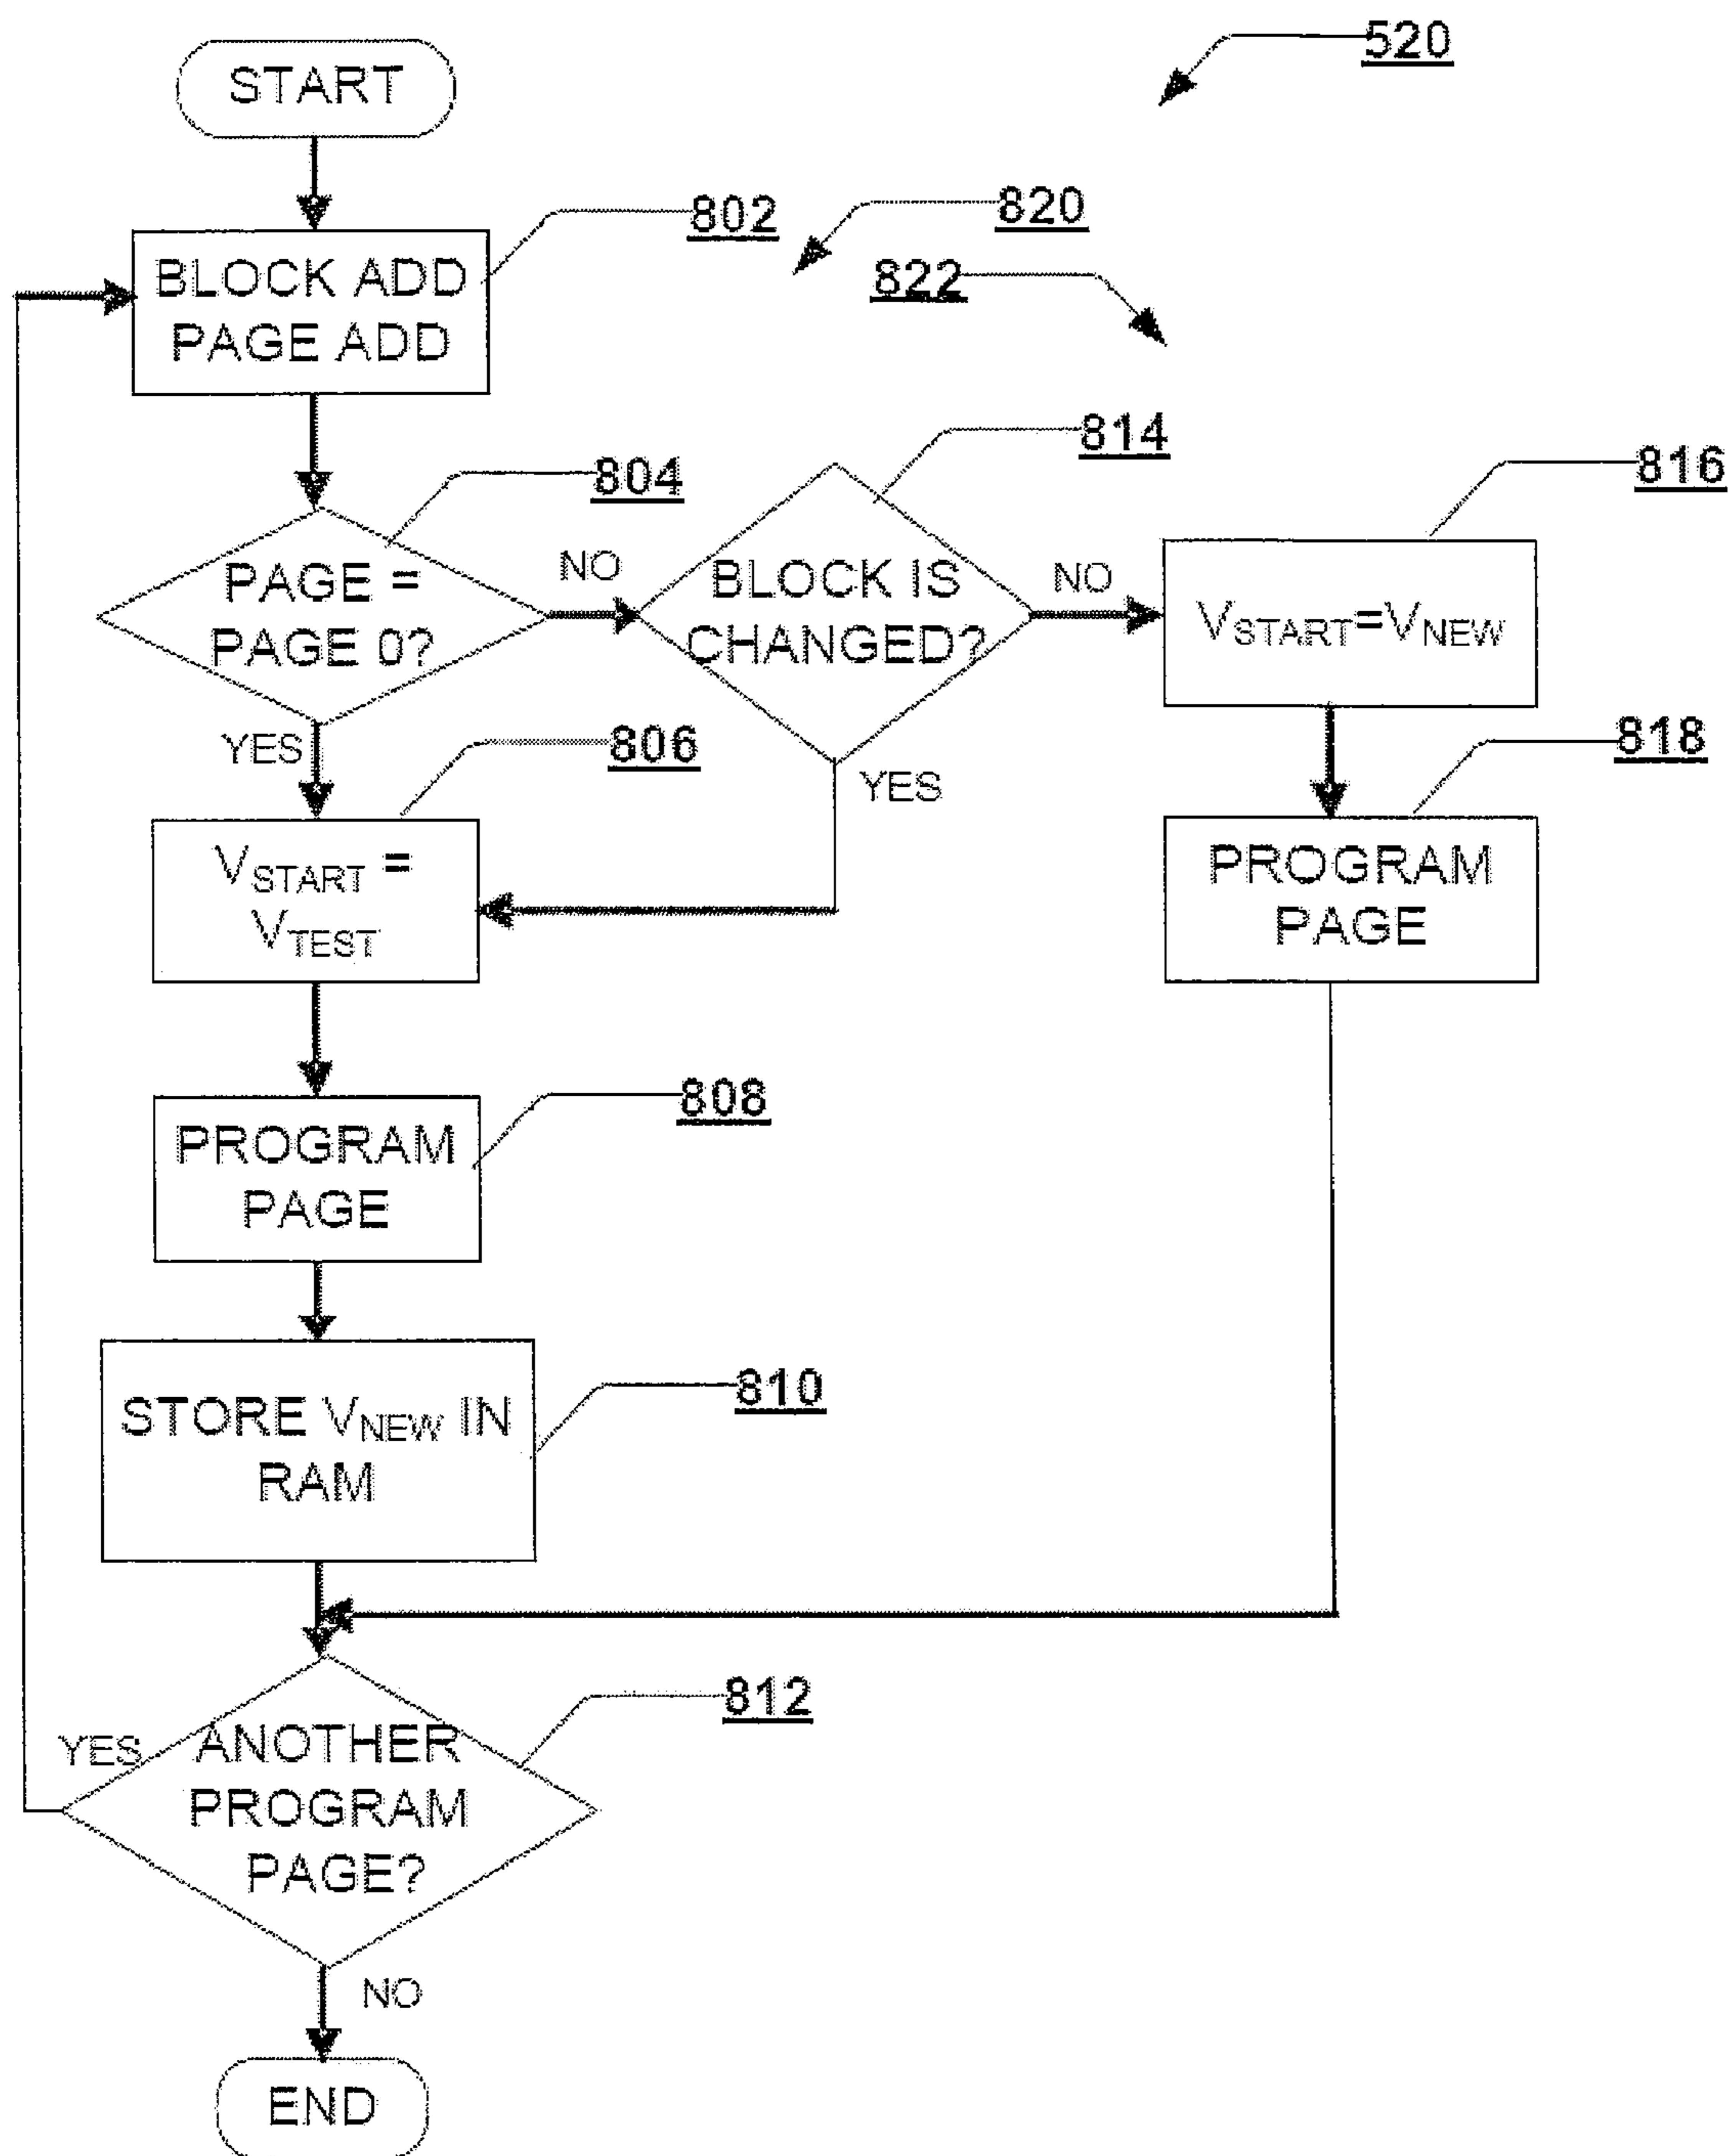 520
START
802
820
BLOCK ADD
PAGE ADD
822
814
804
816
PAGE =
PAGE 0?
NO
BLOCK IS
CHANGED?
NO
VSTART=VNEW
YES
806
YES
818
VSTART =
VTEST
PROGRAM
PAGE
808
PROGRAM
PAGE
810
STORE VNEW IN
RAM
812
YES
ANOTHER
PROGRAM
PAGE?
NO
END